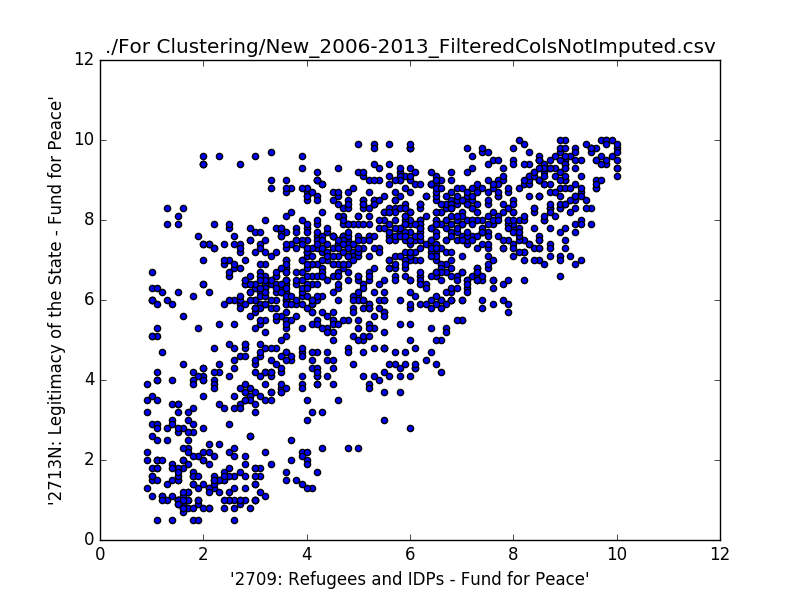 ./For Clustering/New_2006-2013_FilteredColsNotImputed.csv
12
10
8
6
4
2
0
'2713N: Legitimacy of the State - Fund for Peace'
0 2 4 6 8 10 12
'2709: Refugees and IDPs - Fund for Peace'